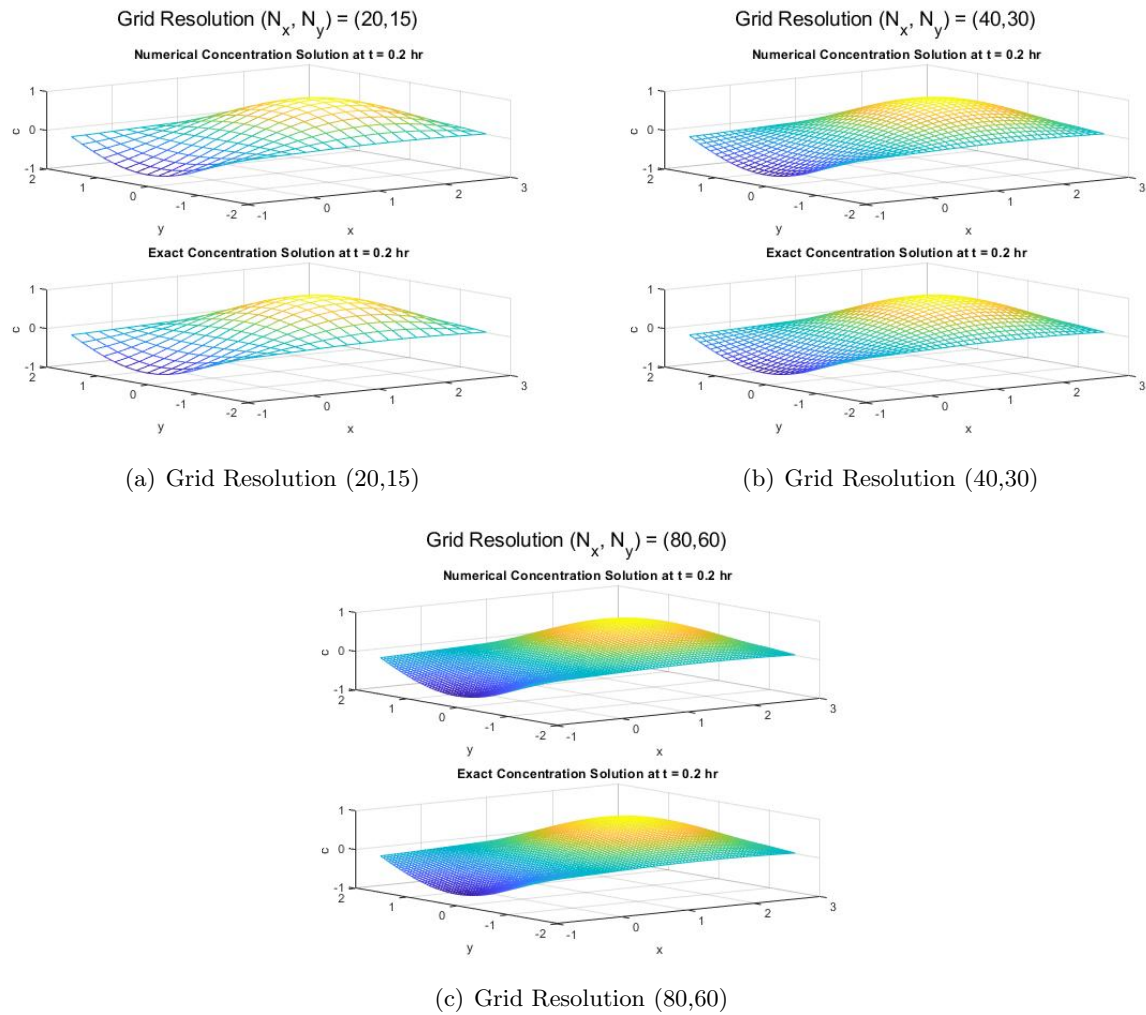 Grid Resolution (N_x, N_y) = (20,15)
Numerical Concentration Solution at t = 0.2 hr
1
0
-1
c
2
1
0
-1
-2
y
-1
0
1
2
3
x
Exact Concentration Solution at t = 0.2 hr
1
0
-1
c
2
1
0
-1
-2
y
-1
0
1
2
3
x
(a) Grid Resolution (20,15)
Grid Resolution (N_x, N_y) = (40,30)
Numerical Concentration Solution at t = 0.2 hr
1
0
-1
c
2
1
0
-1
-2
y
-1
0
1
2
3
x
Exact Concentration Solution at t = 0.2 hr
1
0
-1
c
2
1
0
-1
-2
y
-1
0
1
2
3
x
(b) Grid Resolution (40,30)
Grid Resolution (N_x, N_y) = (80,60)
Numerical Concentration Solution at t = 0.2 hr
1
0
-1
c
2
1
0
-1
-2
y
-1
0
1
2
3
x
Exact Concentration Solution at t = 0.2 hr
1
0
-1
c
2
1
0
-1
-2
y
-1
0
1
2
3
x
(c) Grid Resolution (80,60)